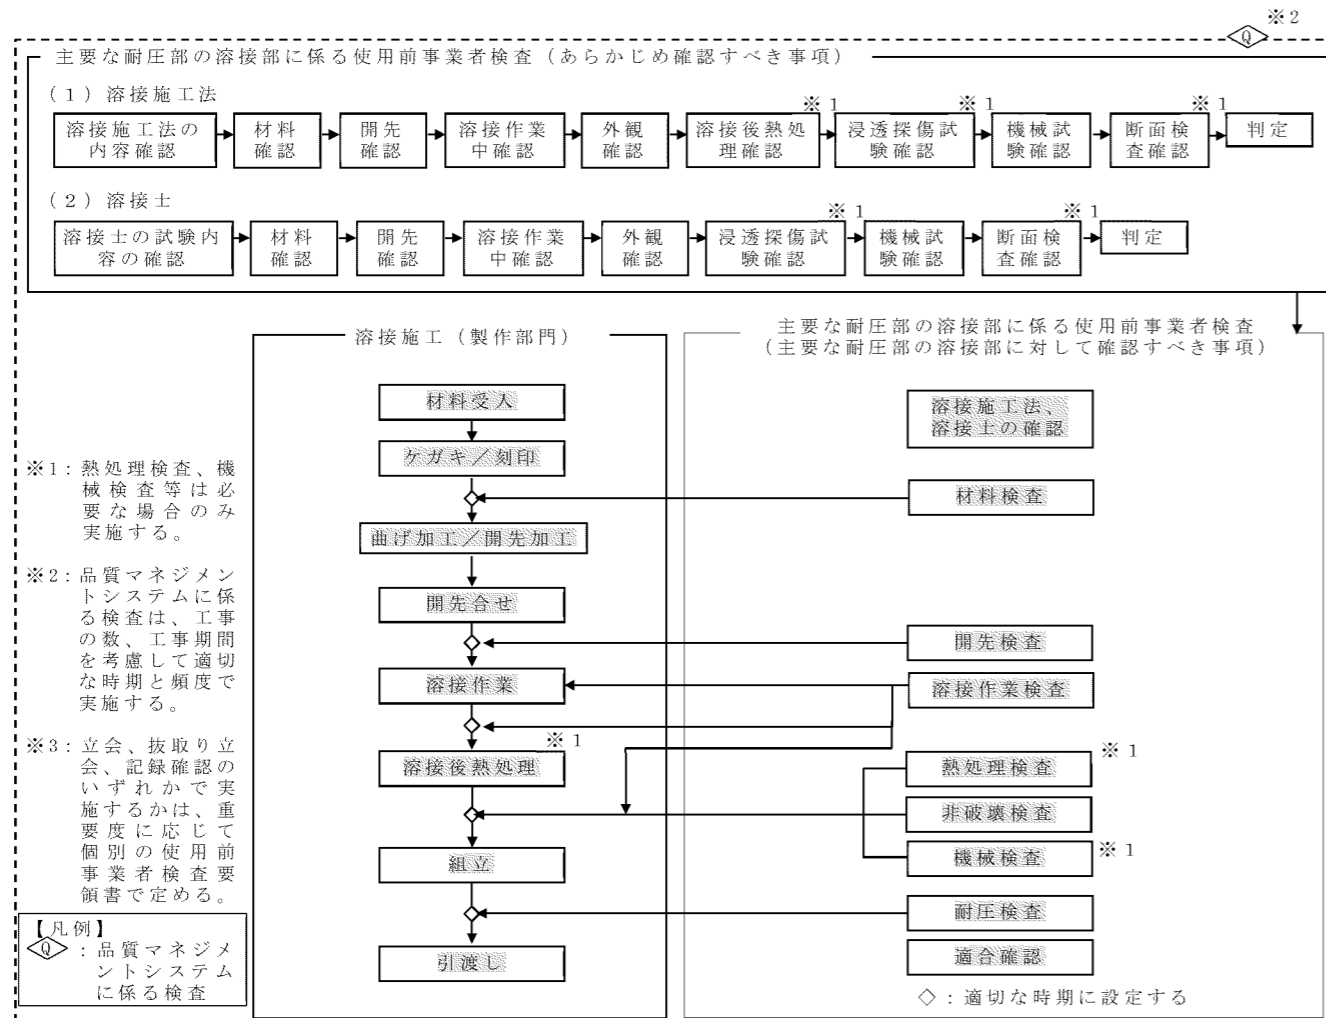 ※2
Q
主要な耐圧部の溶接部に係る使用前事業者検査(あらかじめ確認すべき事項)
(1)溶接施工法
※1
※1
※1
溶接施工法の
内容確認
材料
確認
開先
確認
溶接作業
中確認
外観
確認
溶接後熱処
理確認
浸透探傷試
験確認
機械試
験確認
断面検
査確認
判定
(2)溶接士
※1
※1
溶接士の試験内
容の確認
材料
確認
開先
確認
溶接作業
中確認
外観
確認
浸透探傷試
験確認
機械試
験確認
断面検
査確認
判定
溶接施工(製作部門)
材料受入
ケガキ/刻印
曲げ加工/開先加工
開先合せ
溶接作業
※1
溶接後熱処理
組立
引渡し
主要な耐圧部の溶接部に係る使用前事業者検査
(主要な耐圧部の溶接部に対して確認すべき事項)
溶接施工法、
溶接士の確認
材料検査
開先検査
溶接作業検査
熱処理検査
※1
非破壊検査
機械検査
※1
耐圧検査
適合確認
◇:適切な時期に設定する
※1:熱処理検査、機
械検査等は必
要な場合のみ
実施する。
※2:品質マネジメン
トシステムに係
る検査は、工事
の数、工事期間
を考慮して適切
な時期と頻度で
実施する。
※3:立会、抜取り立
会、記録確認の
いずれかで実
施するかは、重
要度に応じて
個別の使用前
事業者検査要
領書で定める。
【凡例】
Q:品質マネジメ
ントシステム
に係る検査